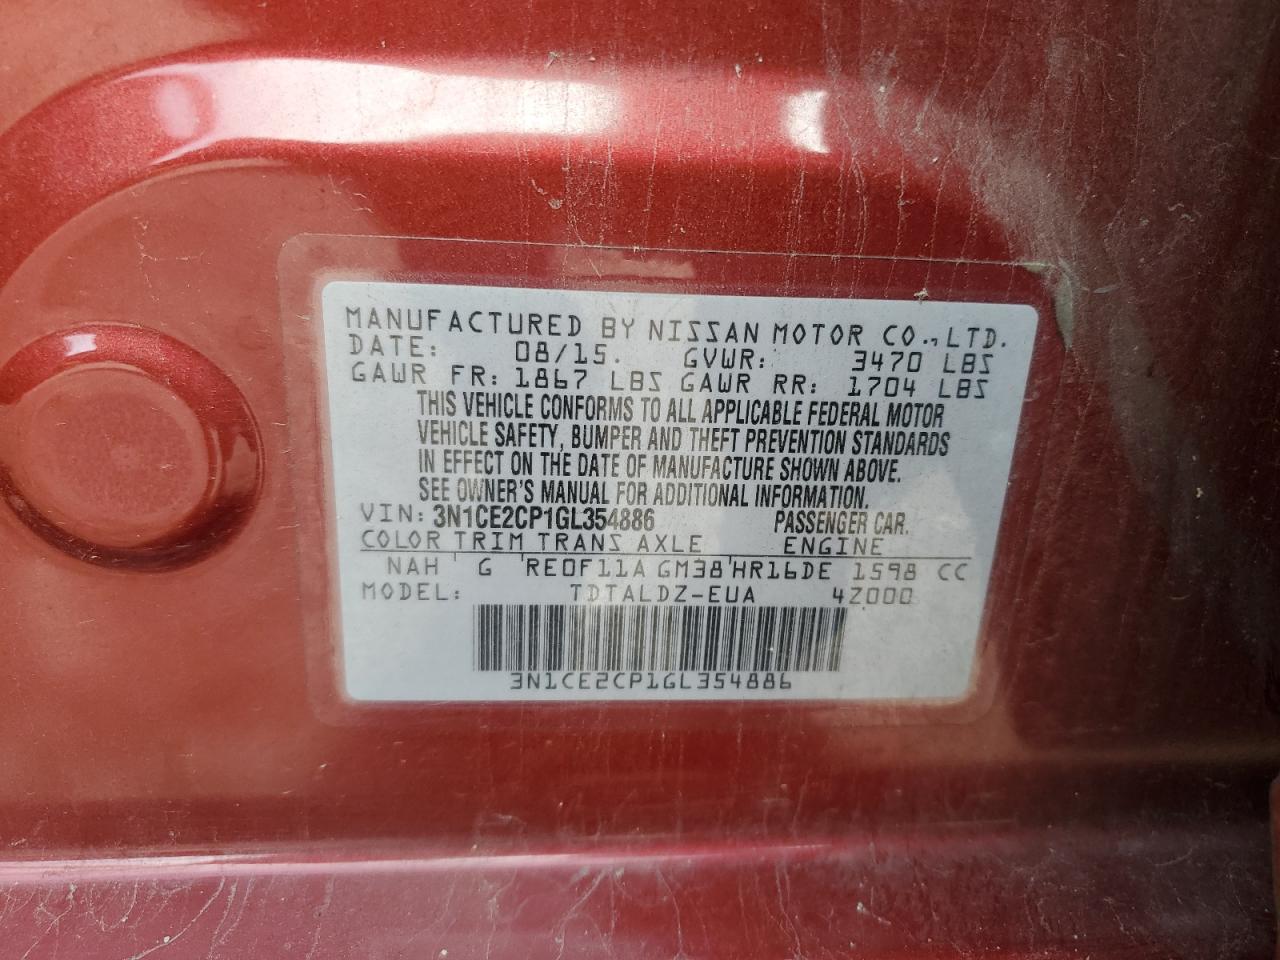 MANUFACTURED BY NISSAN MOTOR CO., LTD.
DATE: 08/15. GVWR: 3470 LBS
GAWR FR: 1867 LBS GAWR RR: 1704 LBS
THIS VEHICLE CONFORMS TO ALL APPLICABLE FEDERAL MOTOR
VEHICLE SAFETY, BUMPER AND THEFT PREVENTION STANDARDS
IN EFFECT ON THE DATE OF MANUFACTURE SHOWN ABOVE.
SEE OWNER'S MANUAL FOR ADDITIONAL INFORMATION.
VIN: 3N1CE2CP1GL354886 PASSENGER CAR.
COLOR TRIM TRANS AXLE ENGINE
NAH G RE0F11A GM38 HR16DE 1598 CC
MODEL: TDTALDZ-EUA 4Z000
3N1CE2CP1GL354886